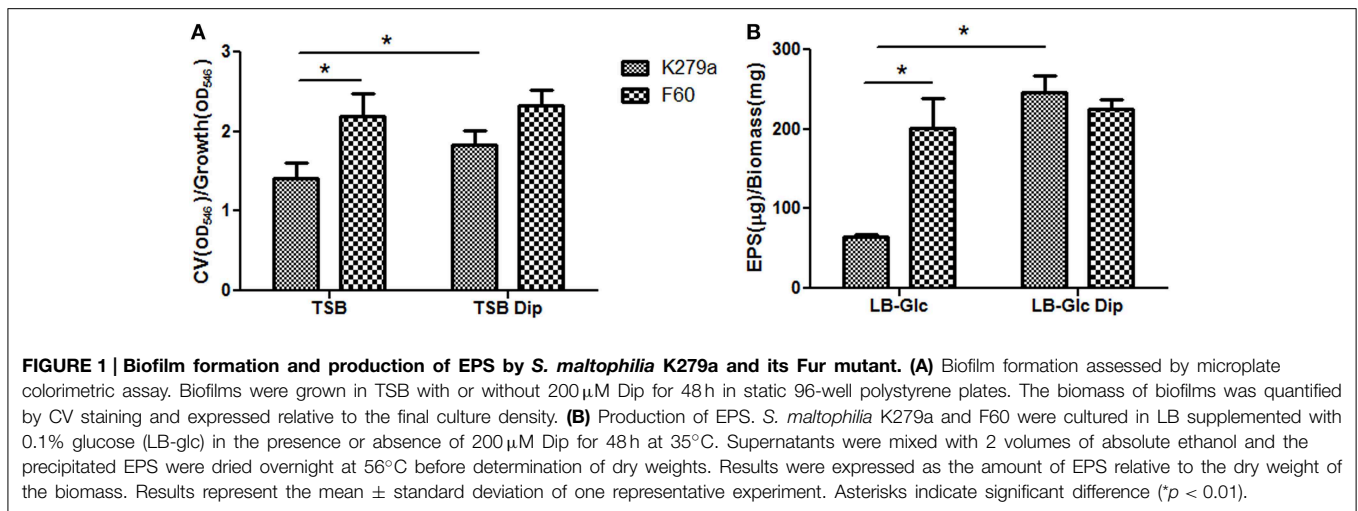 A
*
*
3
2
1
0
CV(OD546)/Growth(OD546)
TSB
TSB Dip
K279a
F60
B
*
*
300
200
100
0
EPS(µg)/Biomass(mg)
LB-Glc
LB-Glc Dip
FIGURE 1 | Biofilm formation and production of EPS by S. maltophilia K279a and its Fur mutant. (A) Biofilm formation assessed by microplate
colorimetric assay. Biofilms were grown in TSB with or without 200 µM Dip for 48 h in static 96-well polystyrene plates. The biomass of biofilms was quantified
by CV staining and expressed relative to the final culture density. (B) Production of EPS. S. maltophilia K279a and F60 were cultured in LB supplemented with
0.1% glucose (LB-glc) in the presence or absence of 200 µM Dip for 48 h at 35°C. Supernatants were mixed with 2 volumes of absolute ethanol and the
precipitated EPS were dried overnight at 56°C before determination of dry weights. Results were expressed as the amount of EPS relative to the dry weight of
the biomass. Results represent the mean ± standard deviation of one representative experiment. Asterisks indicate significant difference (*p < 0.01).